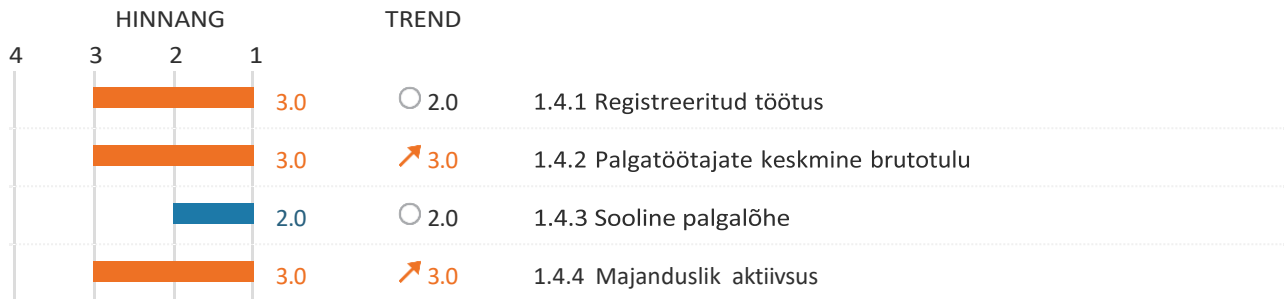 HINNANG TREND
4 3 2 1
3.0 2.0 1.4.1 Registreeritud töötus
3.0 3.0 1.4.2 Palgatöötajate keskmine brutotulu
2.0 2.0 1.4.3 Sooline palgalõhe
3.0 3.0 1.4.4 Majanduslik aktiivsus